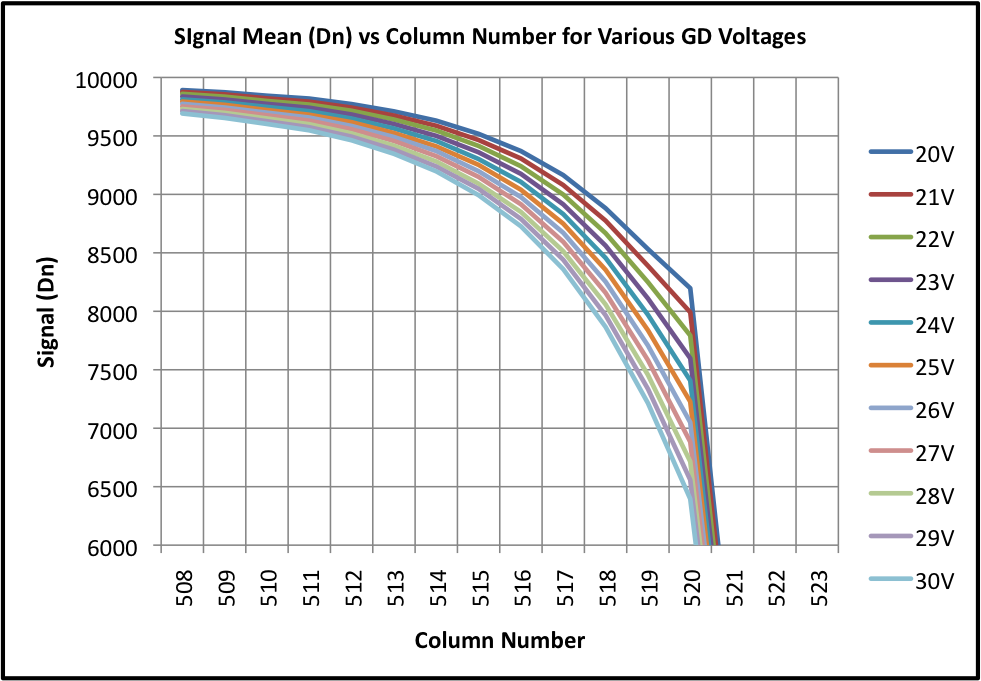 SIgnal Mean (Dn) vs Column Number for Various GD Voltages
10000
9500
9000
8500
8000
7500
7000
6500
6000
Signal (Dn)
508 509 510 511 512 513 514 515 516 517 518 519 520 521 522 523
Column Number
20V
21V
22V
23V
24V
25V
26V
27V
28V
29V
30V